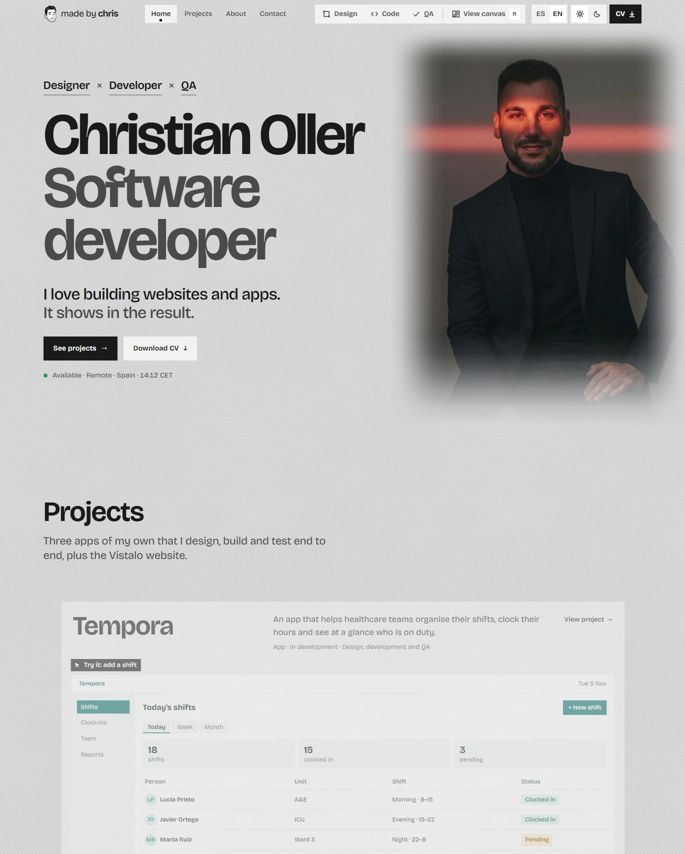 made by chris
Home
Projects
About
Contact
Design
Code
QA
View canvas
M
ES
EN
CV
Designer × Developer × QA
Christian Oller
Software
developer
I love building websites and apps.
It shows in the result.
See projects →
Download CV ↓
Available · Remote · Spain · 14:12 CET
Projects
Three apps of my own that I design, build and test end to
end, plus the Vistalo website.
Tempora
An app that helps healthcare teams organise their shifts, clock their
hours and see at a glance who is on duty.
App · In development · Design, development and QA
View project →
Try it: add a shift
Tempora
Tue 5 Nov
Shifts
Clock-ins
Team
Reports
Today's shifts
+ New shift
Today
Week
Month
18
shifts
15
clocked in
3
pending
Person
Unit
Shift
Status
LP Lucía Prieto
A&E
Morning · 8–15
Clocked in
Javier Ortega
ICU
Evening · 15–22
Clocked in
MR Marta Ruiz
Ward 3
Night · 22–8
Pending